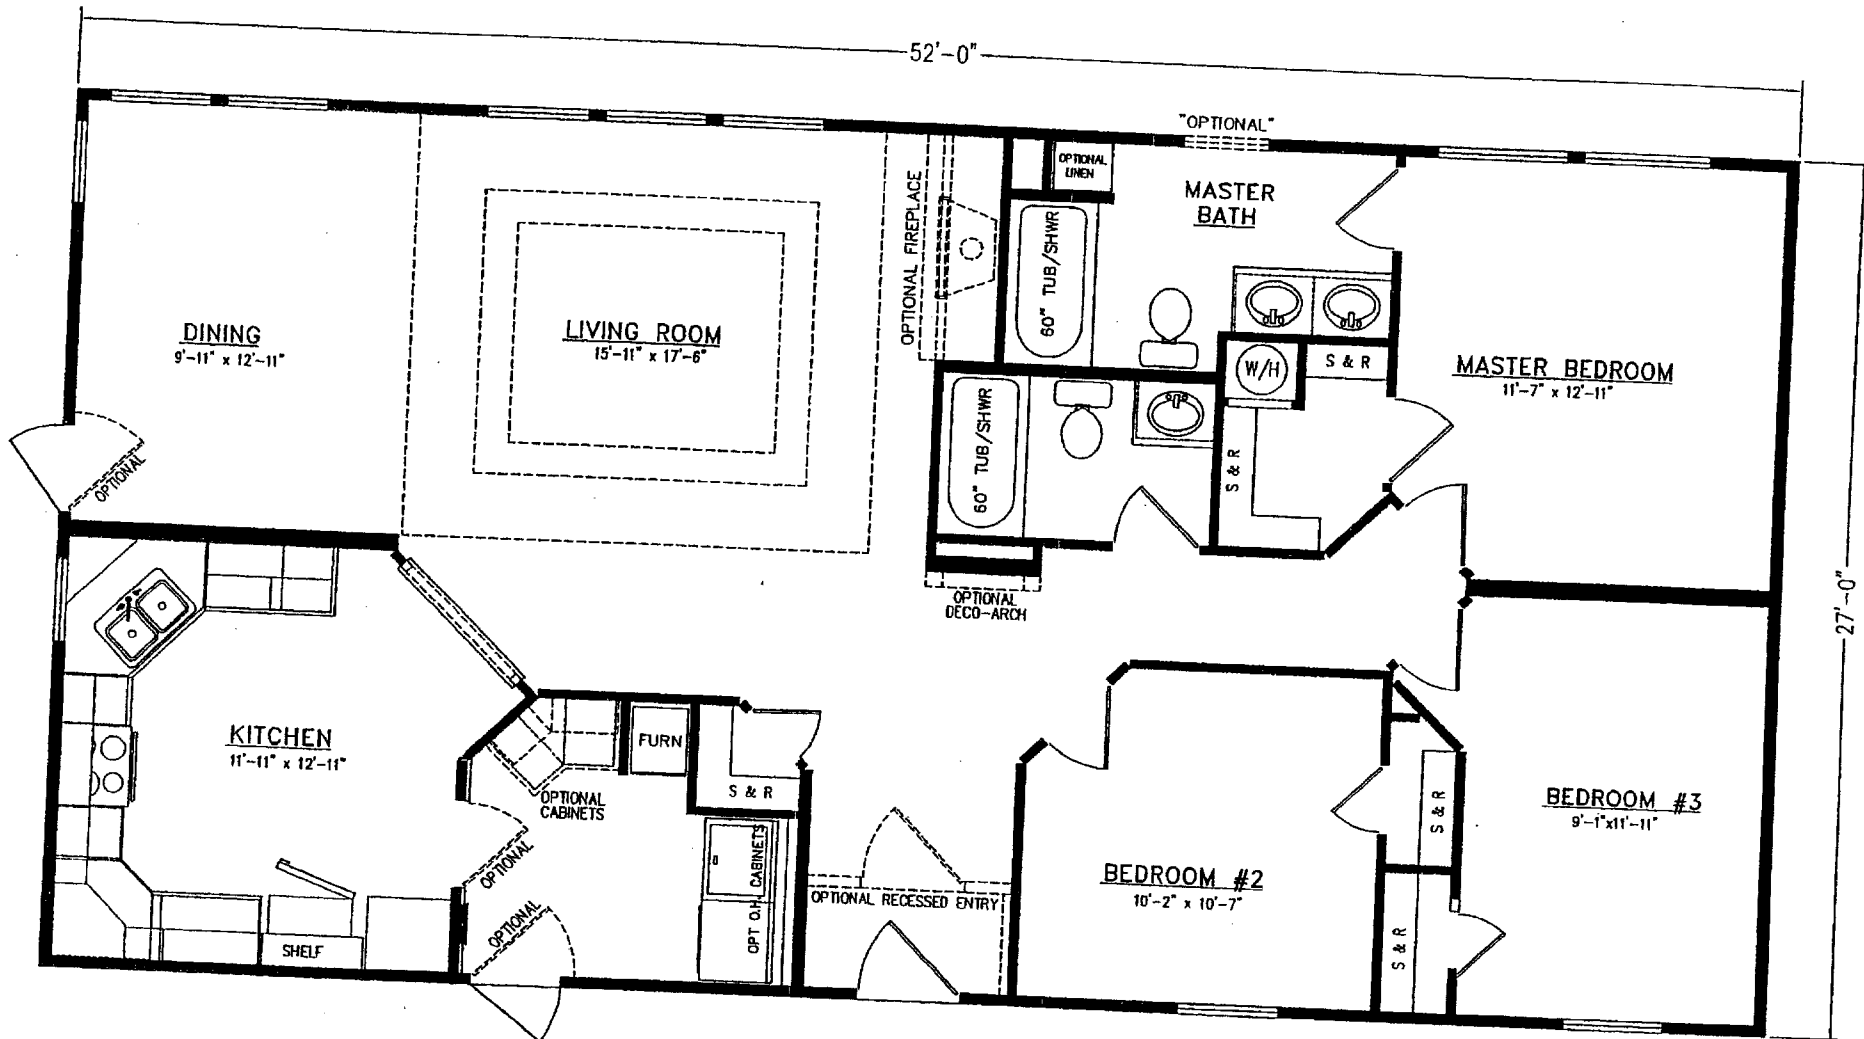 52'-0"
"OPTIONAL"
OPTIONAL
LINEN
MASTER
BATH
OPTIONAL FIREPLACE
60" TUB/SHWR
DINING
9'-11" x 12'-11"
LIVING ROOM
15'-11" x 17'-6"
W/H
S & R
MASTER BEDROOM
11'-7" x 12'-11"
60" TUB/SHWR
S & R
OPTIONAL
OPTIONAL
DECO-ARCH
27'-0"
KITCHEN
11'-11" x 12'-11"
FURN
S & R
OPTIONAL
CABINETS
OPTIONAL
OPT O.H. CABINETS
OPTIONAL RECESSED ENTRY
OPTIONAL
SHELF
BEDROOM #2
10'-2" x 10'-7"
S & R
S & R
BEDROOM #3
9'-1"x11'-11"